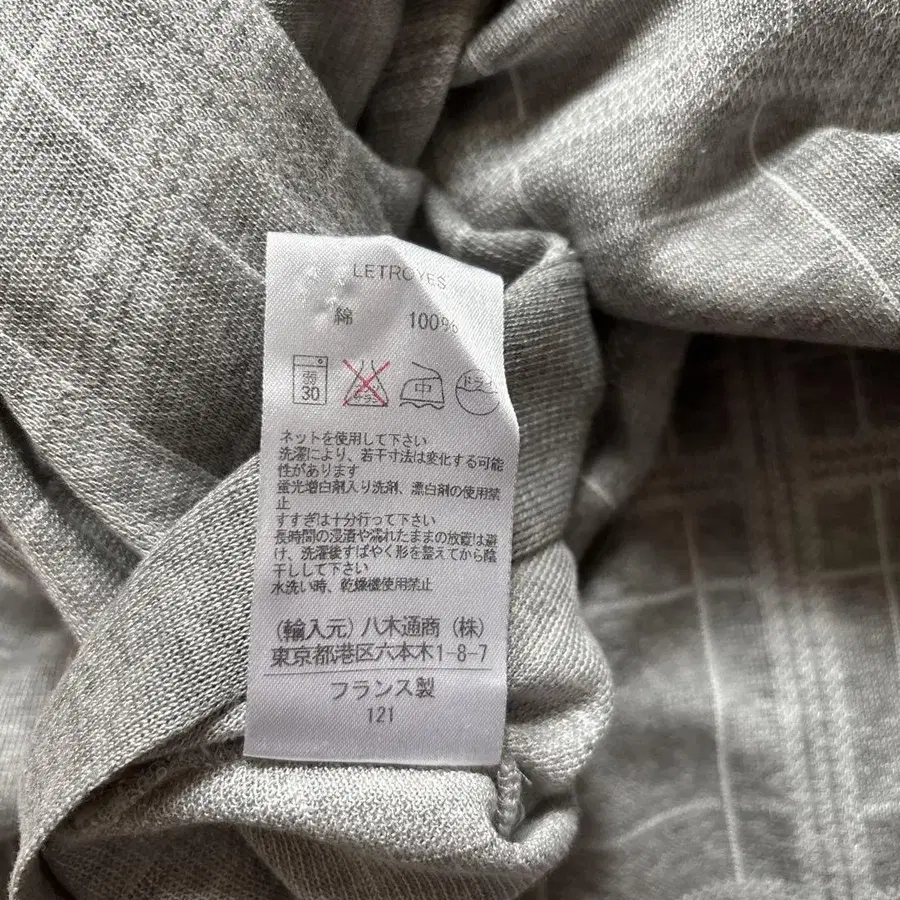 LETROYES
綿 100%
弱 30 中 ドライ
ネットを使用して下さい
洗濯により、若干寸法は変化する可能
性があります
蛍光増白剤入り洗剤、漂白剤の使用禁
止
すすぎは十分行って下さい
長時間の浸漬や濡れたままの放置は避
け、洗濯後すばやく形を整えてから陰
干しして下さい
水洗い時、乾燥機使用禁止
(輸入元) 八木通商 (株)
東京都港区六本木1-8-7
フランス製
121